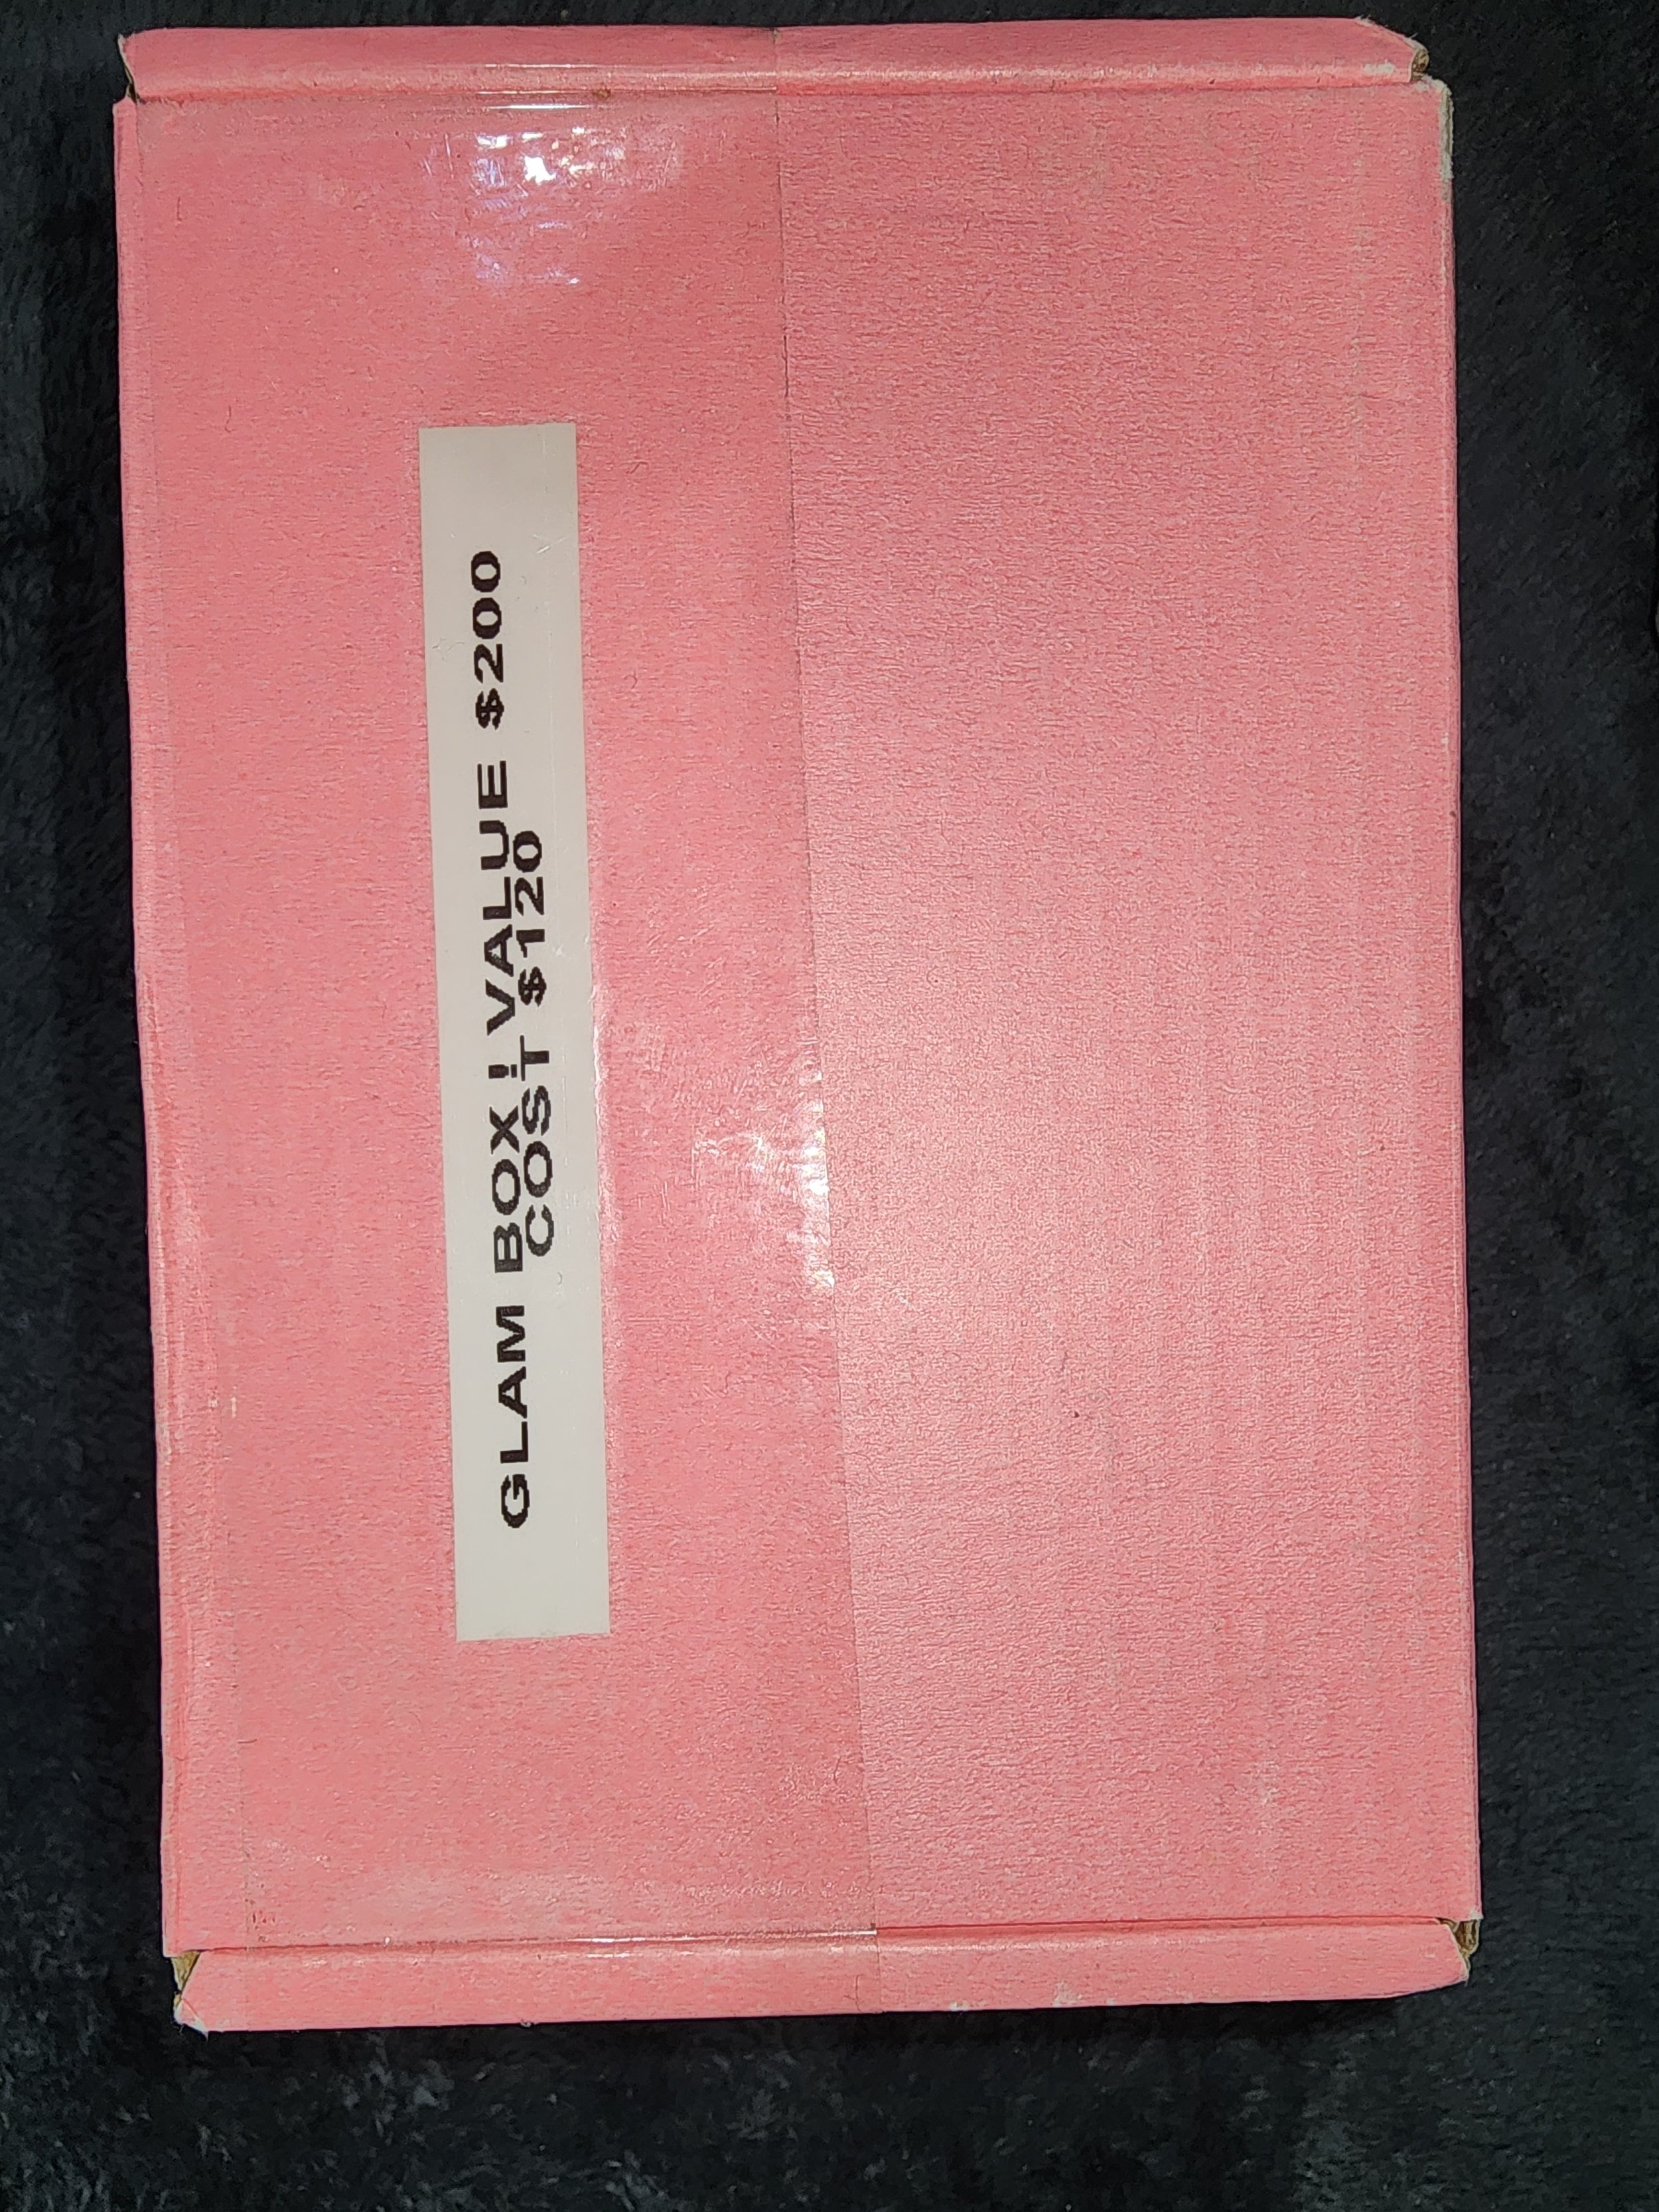 GLAM BOX! VALUE $200
COST $120